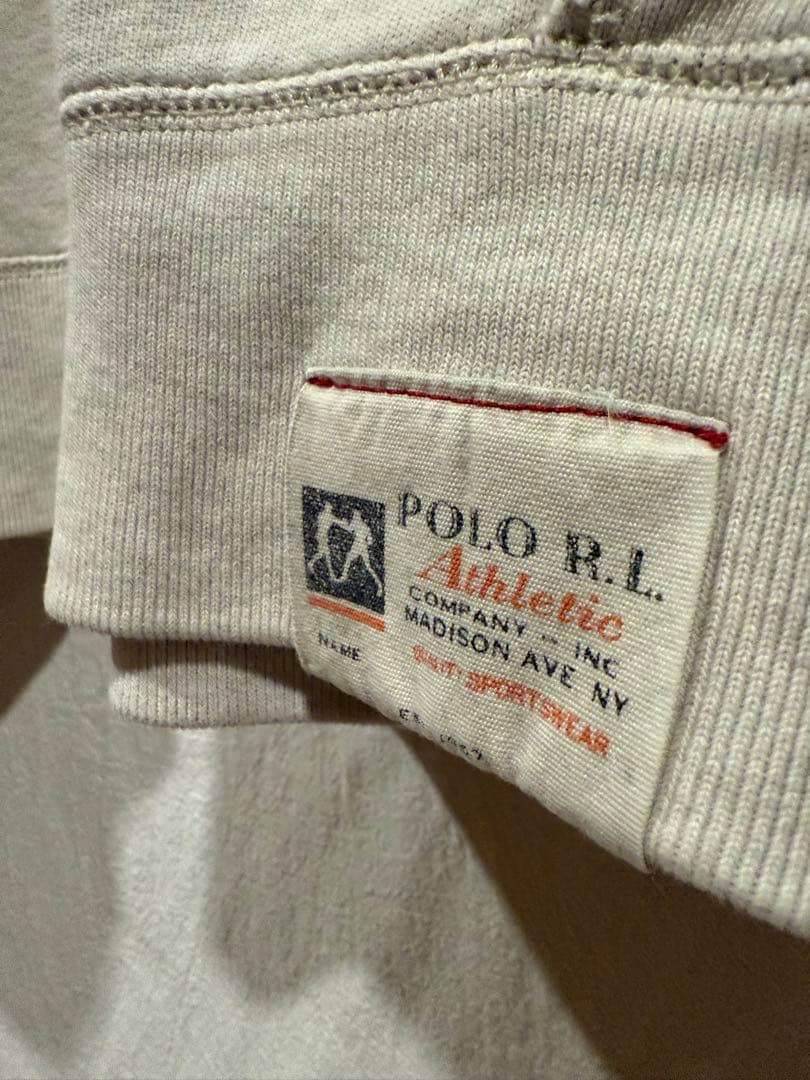 POLO R.L.
Athletic
COMPANY – INC
MADISON AVE NY
SPORTSWEAR
NAME